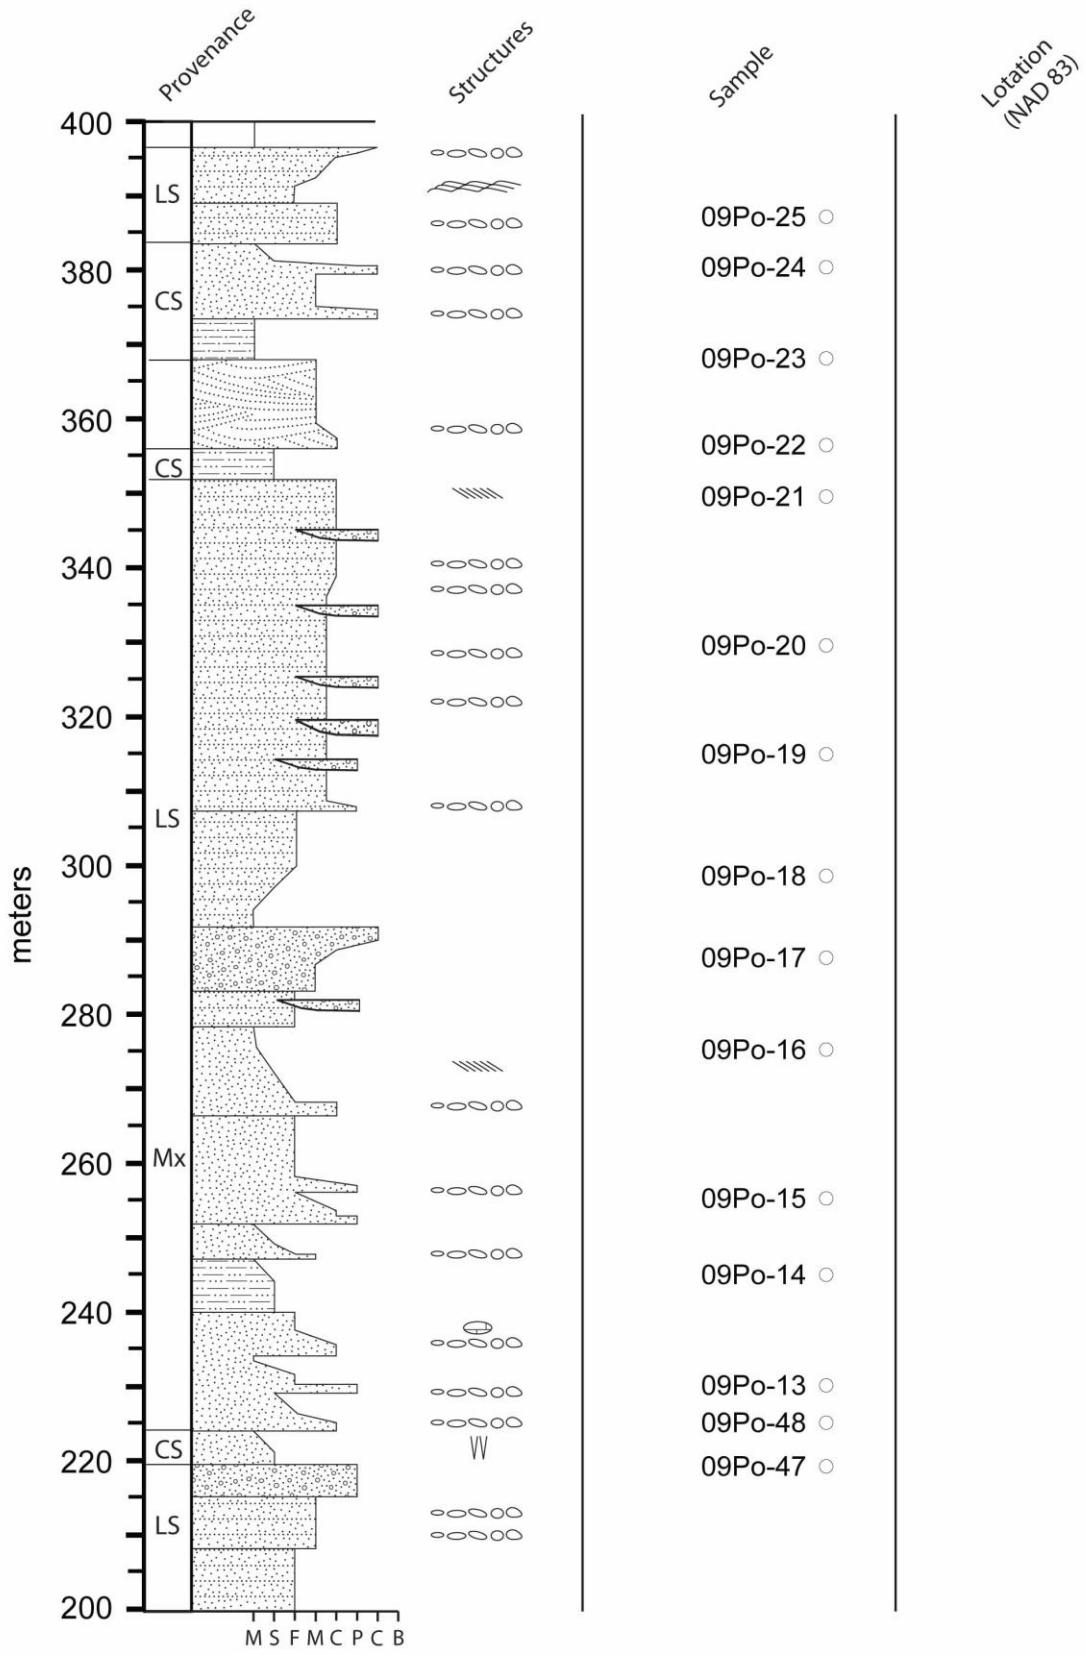 Provenance
Structures
Sample
Lotation
(NAD 83)
400
LS
09Po-25
380
09Po-24
CS
09Po-23
360
09Po-22
CS
09Po-21
340
09Po-20
320
09Po-19
LS
300
09Po-18
meters
09Po-17
280
09Po-16
260
Mx
09Po-15
09Po-14
240
09Po-13
09Po-48
CS
220
09Po-47
LS
200
M S F M C P C B